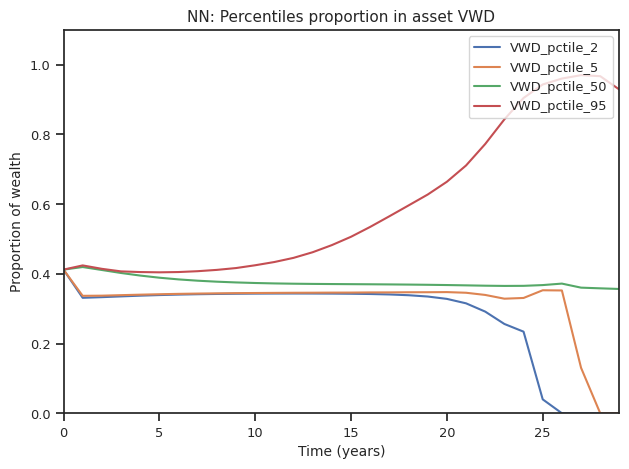 NN: Percentiles proportion in asset VWD
VWD_pctile_2
VWD_pctile_5
VWD_pctile_50
VWD_pctile_95
Proportion of wealth
1.0
0.8
0.6
0.4
0.2
0.0
0 5 10 15 20 25
Time (years)